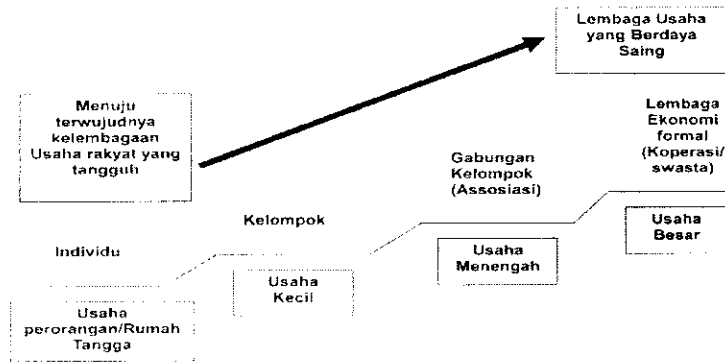 Lembaga Usaha
yang Berdaya
Saing
Menuju
terwujudnya
kelembagaan
Usaha rakyat yang
tangguh
Lembaga
Ekonomi
formal
(Koperasi/
swasta)
Gabungan
Kelompok
(Assosiasi)
Kelompok
Individu
Usaha
Besar
Usaha
Menengah
Usaha
Kecil
Usaha
perorangan/Rumah
Tangga